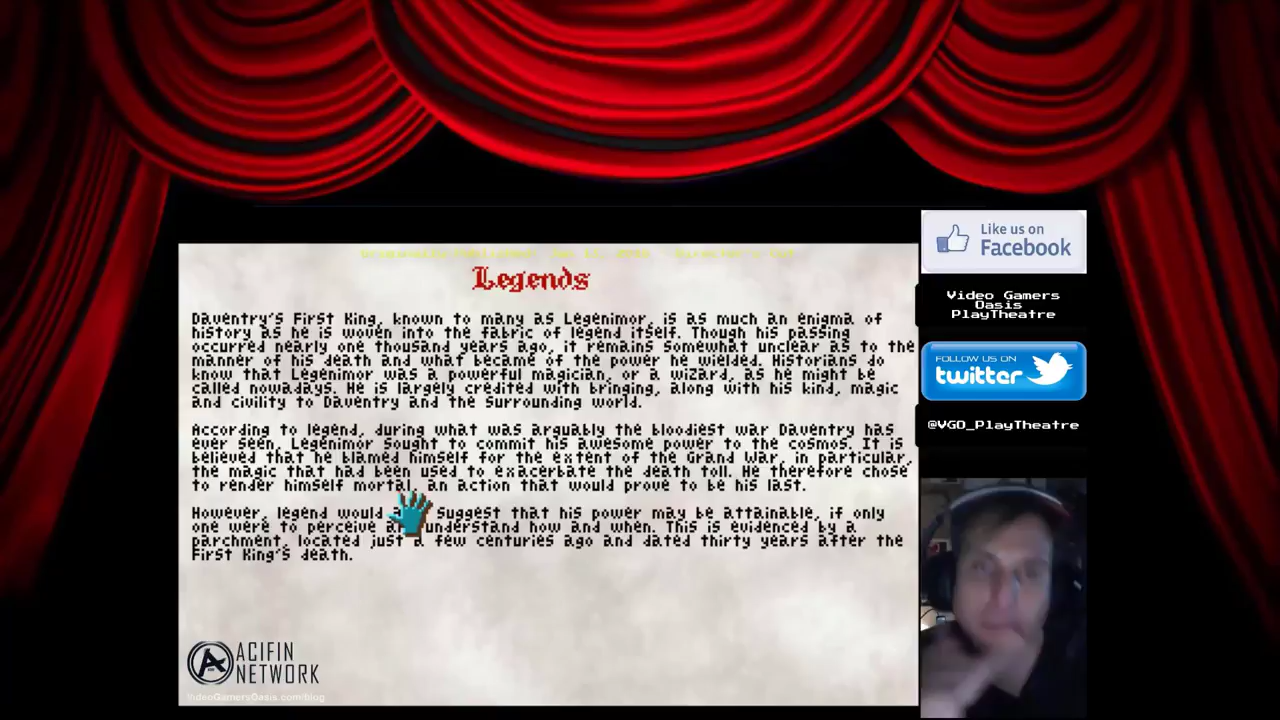 Legends
Daventry's First King, known to many as Legenimor, is as much an enigma of
history as he is woven into the fabric of legend itself. Though his passing
occurred nearly one thousand years ago, it remains somewhat unclear as to the
manner of his death and what became of the power he wielded. Historians do
know that Legenimor was a powerful magician, or a wizard, as he might be
called nowadays. He is largely credited with bringing, along with his kind, magic
and civility to Daventry and the surrounding world.
According to legend, during what was arguably the bloodiest war Daventry has
ever seen, Legenimor sought to commit his awesome power to the cosmos. It is
believed that he blamed himself for the extent of the Grand War, in particular,
the magic that had been used to exacerbate the death toll. He therefore chose
to render himself mortal, an action that would prove to be his last.
However, legend would suggest that his power may be attainable, if only
one were to perceive understand how and when. This is evidenced by a
parchment, located just a few centuries ago and dated thirty years after the
First King's death.
ACIFIN
NETWORK
VideoGamersOasis.com/blog
Like us on
Facebook
Video Gamers
Oasis
PlayTheatre
FOLLOW US ON
twitter
@VGO_PlayTheatre